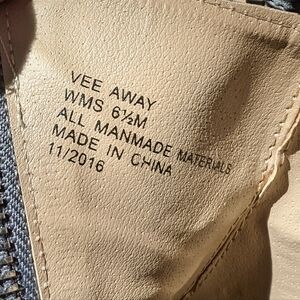 VEE AWAY
WMS 6½M
ALL MANMADE MATERIALS
MADE IN CHINA
11/2016